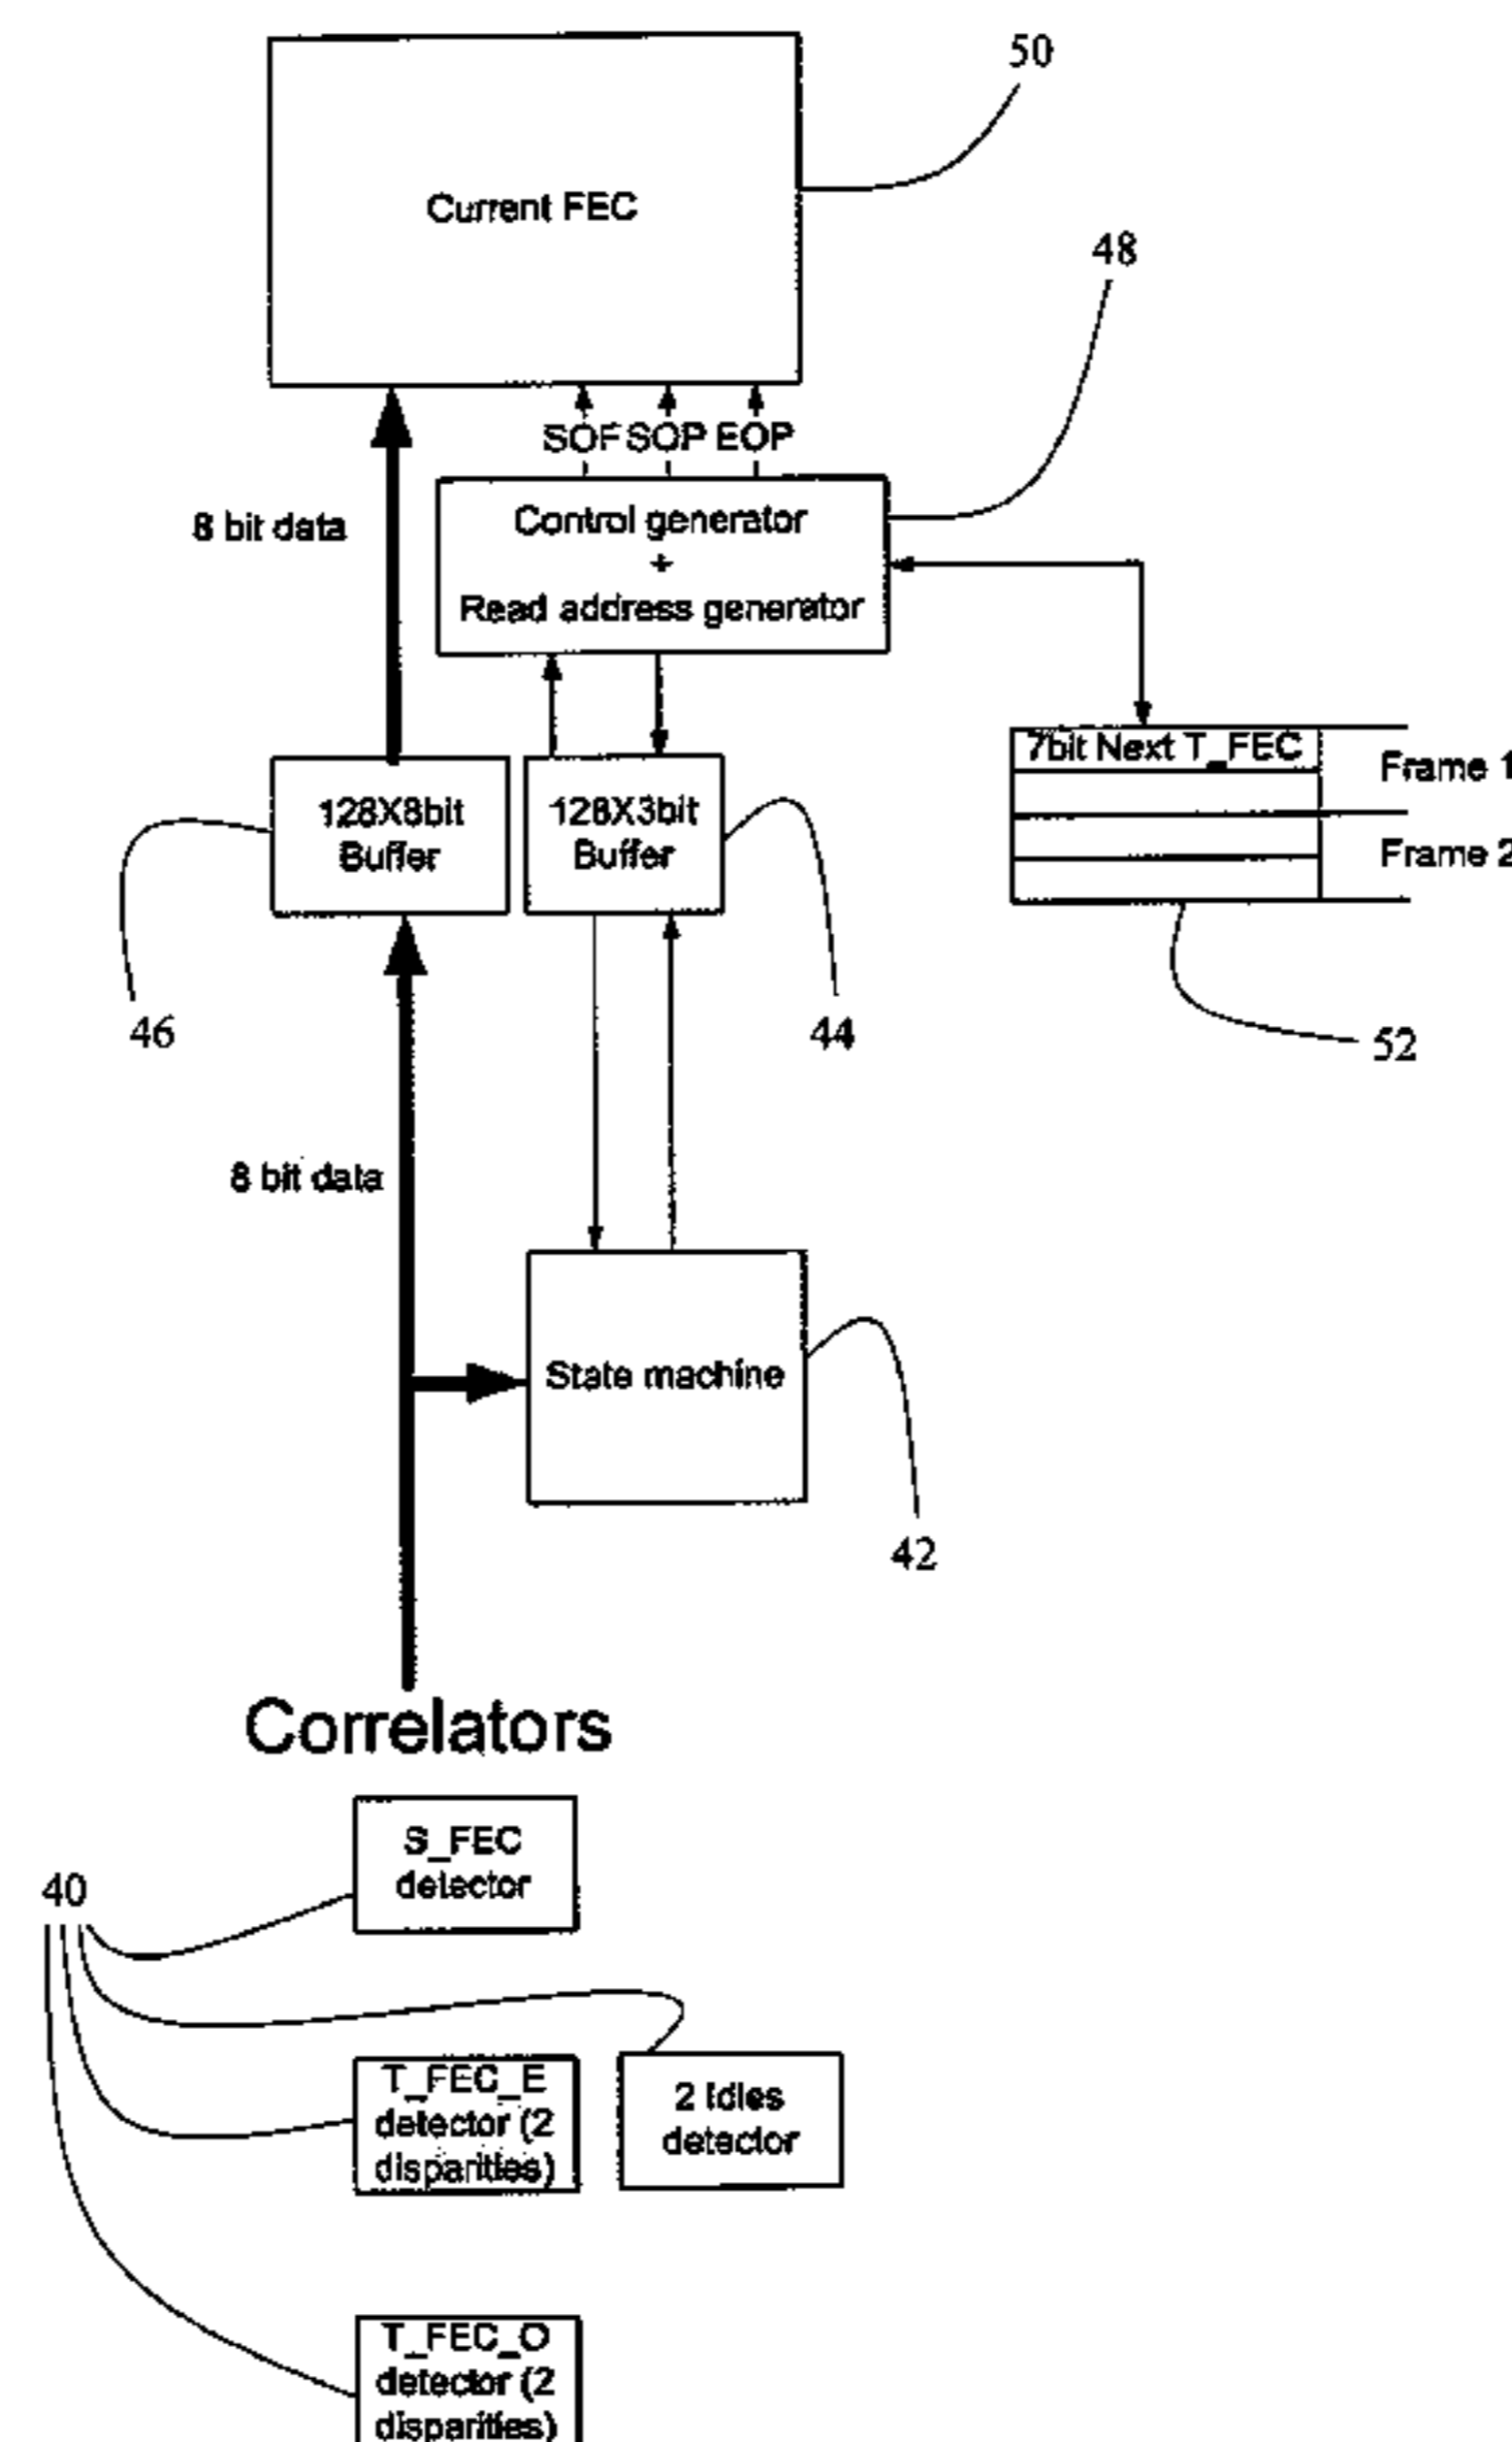 50
Current FEC
48
SOF SOP EOP
8 bit data
Control generator
+
Read address generator
7bit Next T_FEC
Frame 1
Frame 2
128X8bit
Buffer
128X3bit
Buffer
46
44
52
8 bit data
State machine
42
Correlators
S_FEC
detector
40
T_FEC_E
detector (2
disparities)
2 Idles
detector
T_FEC_O
detector (2
disparities)